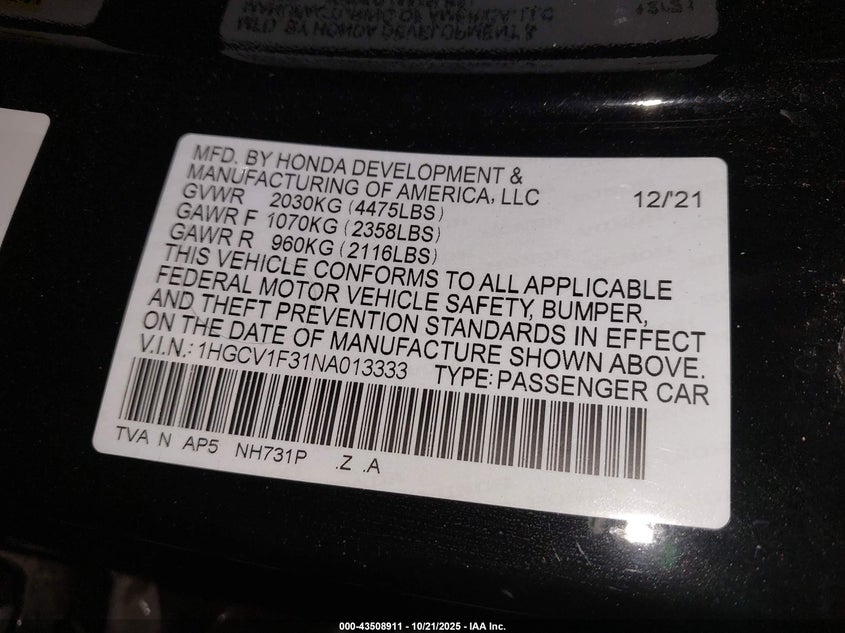 MFD. BY HONDA DEVELOPMENT &
MANUFACTURING OF AMERICA, LLC 12/'21
GVWR 2030KG (4475LBS)
GAWR F 1070KG (2358LBS)
GAWR R 960KG (2116LBS)
THIS VEHICLE CONFORMS TO ALL APPLICABLE
FEDERAL MOTOR VEHICLE SAFETY, BUMPER,
AND THEFT PREVENTION STANDARDS IN EFFECT
ON THE DATE OF MANUFACTURE SHOWN ABOVE.
V.I.N.: 1HGCV1F31NA013333 TYPE: PASSENGER CAR
TVA N AP5 NH731P .Z .A
000-43508911 - 10/21/2025 - IAA Inc.